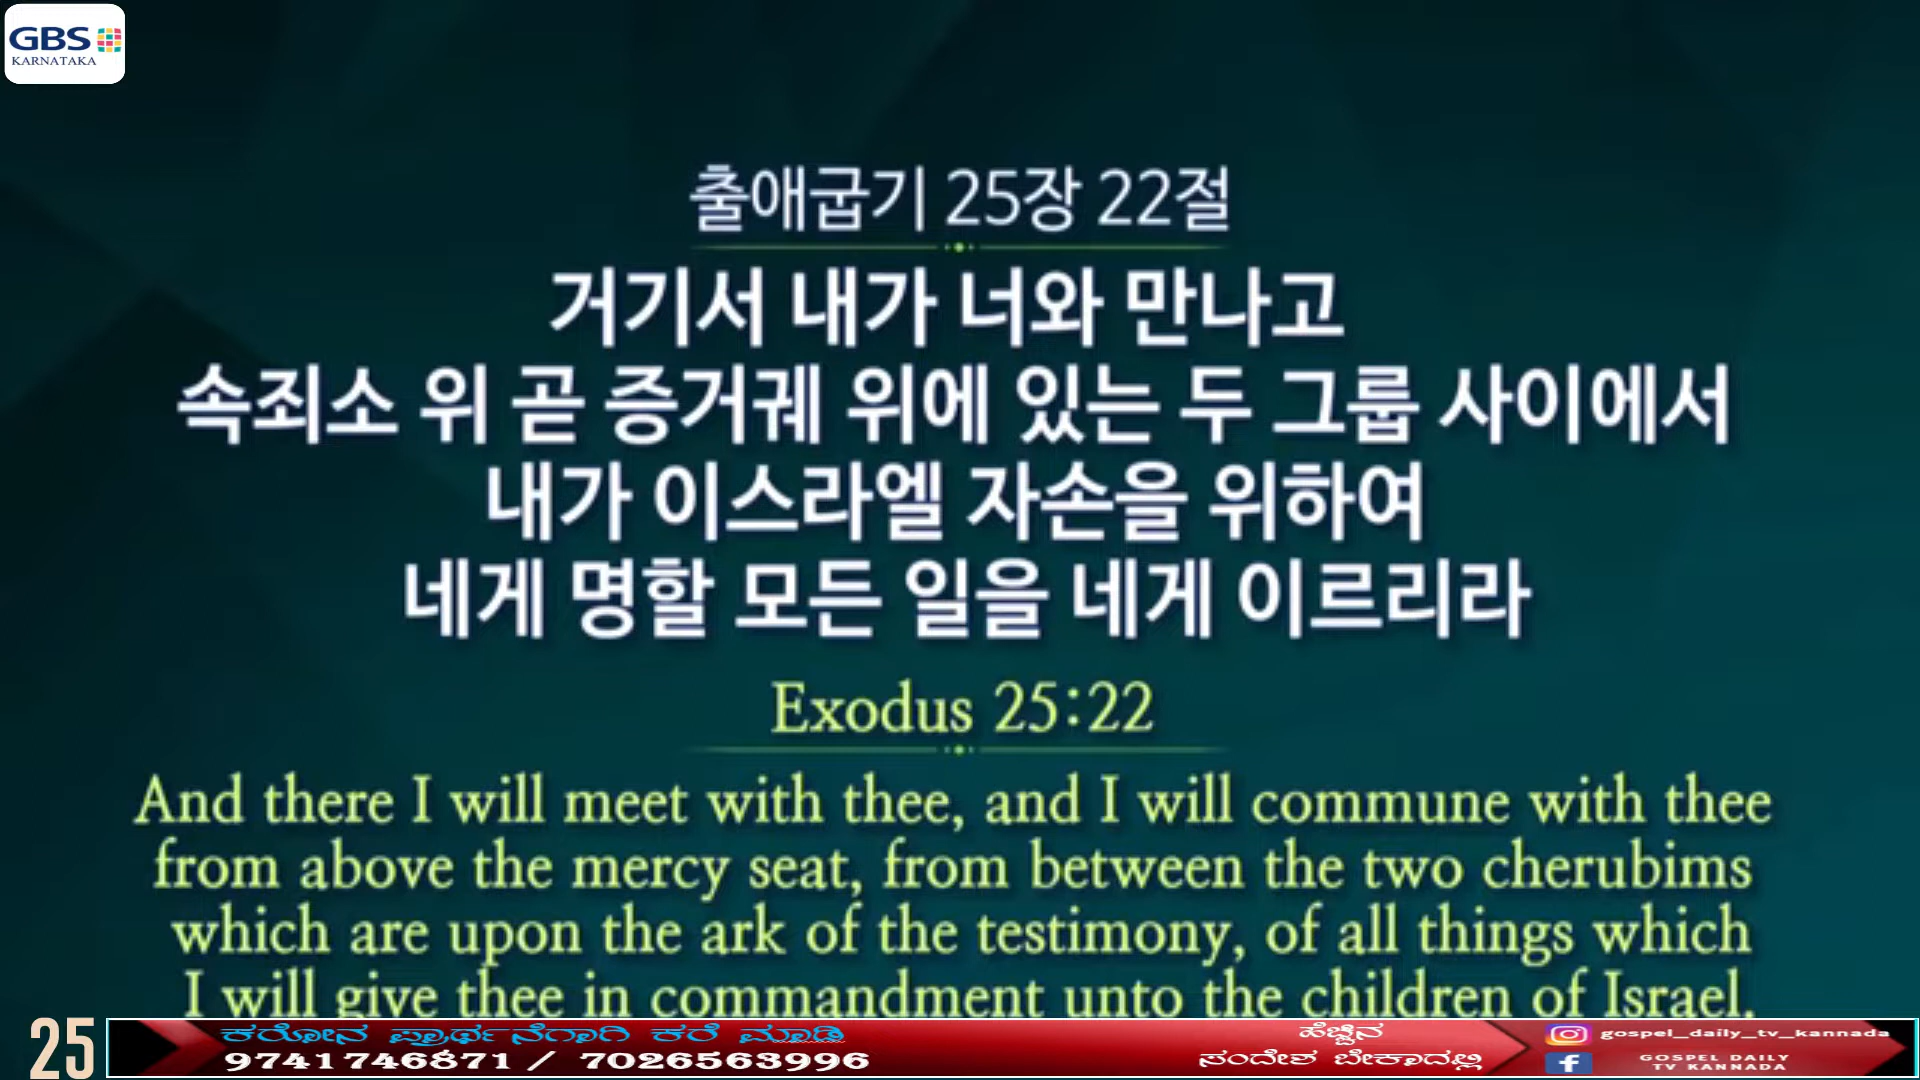 GBS
KARNATAKA
출애굽기 25장 22절
거기서 내가 너와 만나고
속죄소 위 곧 증거궤 위에 있는 두 그룹 사이에서
내가 이스라엘 자손을 위하여
네게 명할 모든 일을 네게 이르리라
Exodus 25:22
And there I will meet with thee, and I will commune with thee
from above the mercy seat, from between the two cherubims
which are upon the ark of the testimony, of all things which
I will give thee in commandment unto the children of Israel.
25
ಕರೋನ ಪ್ರಾರ್ಥನೆಗಾಗಿ ಕರೆ ಮಾಡಿ
9741746871 / 7026563996
ಹೆಚ್ಚಿನ
ಸಂದೇಶ ಬೇಕಾದಲ್ಲಿ
gospel_daily_tv_kannada
GOSPEL DAILY
TV KANNADA